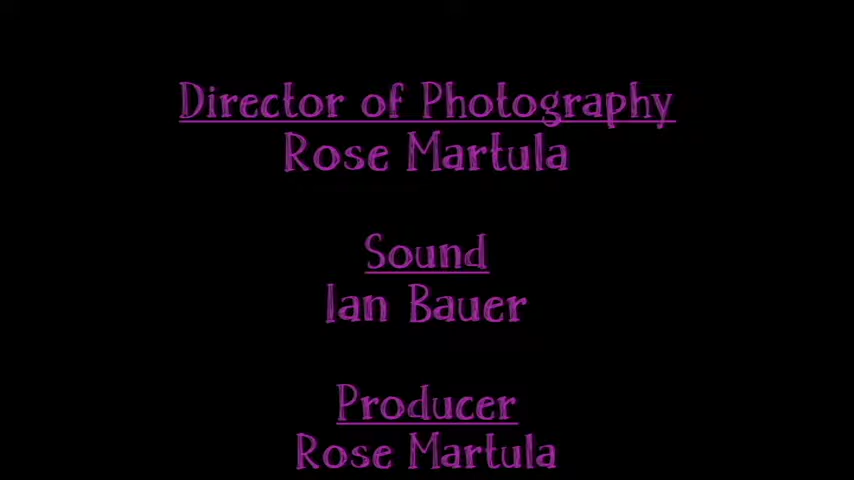 Director of Photography
Rose Martula
Sound
Ian Bauer
Producer
Rose Martula